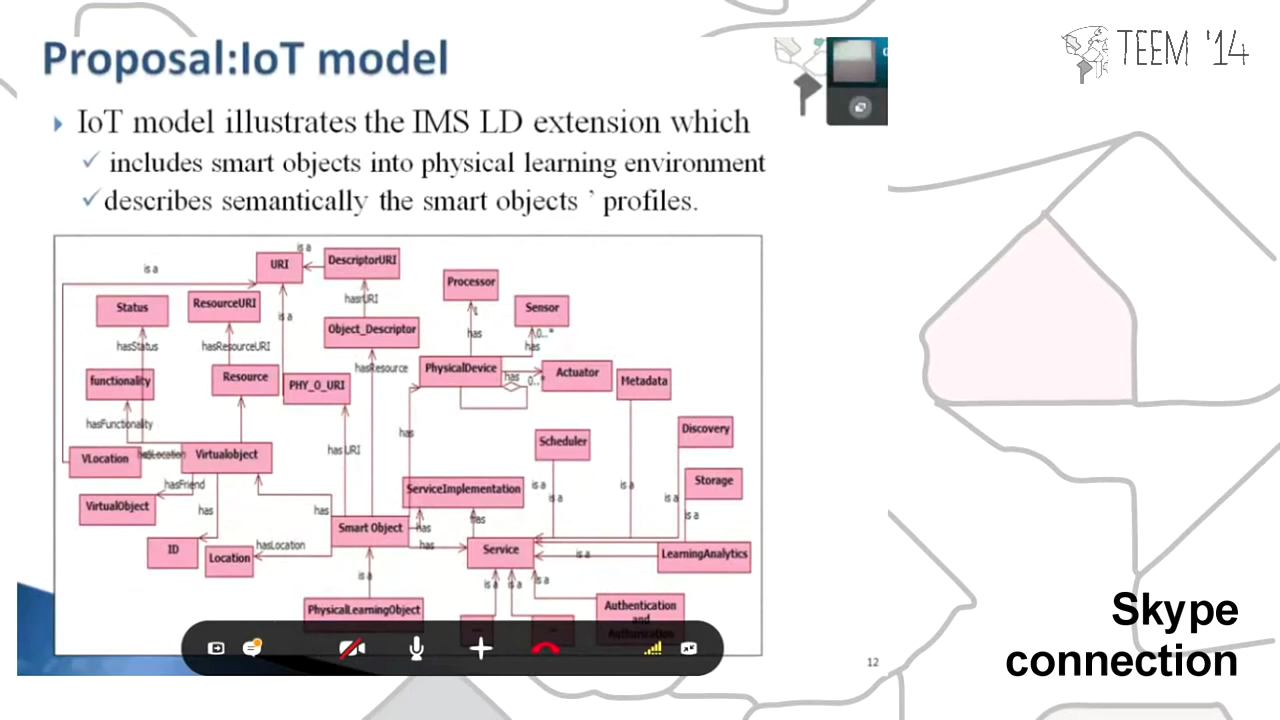 Proposal:IoT model
TEEM '14
IoT model illustrates the IMS LD extension which
includes smart objects into physical learning environment
describes semantically the smart objects ’ profiles.
is a
URI
DescriptorURI
is a
Processor
Status
ResourceURI
hasURI
Sensor
is a
1
Object_Descriptor
has
0..*
hasStatus
hasResourceURI
has
hasResource
PhysicalDevice
Actuator
functionality
Resource
PHY_O_URI
has
0..*
Metadata
hasFunctionality
has
Discovery
Scheduler
VLocation
hasLocation
Virtualobject
has URI
hasFriend
ServiceImplementation
is a
is a
Storage
is a
is a
VirtualObject
has
has
is a
Smart Object
has
has
ID
Location
hasLocation
has
Service
is a
LearningAnalytics
is a
is a
is a
is a
PhysicalLearningObject
Authentication
and
Skype
connection
12